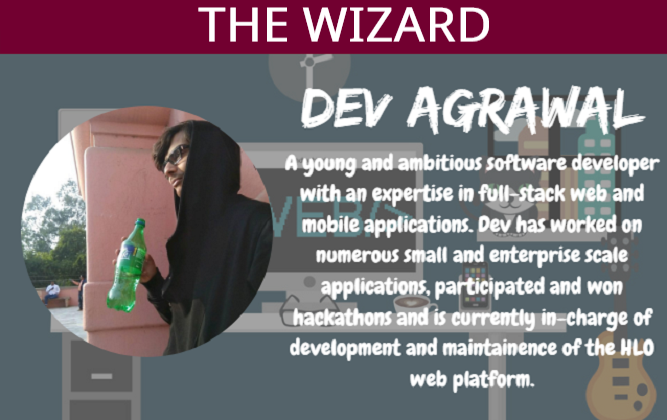 THE WIZARD
DEV AGRAWAL
A young and ambitious software developer
with an expertise in full-stack web and
mobile applications. Dev has worked on
numerous small and enterprise scale
applications, participated and won
hackathons and is currently in-charge of
development and maintainence of the HLO
web platform.